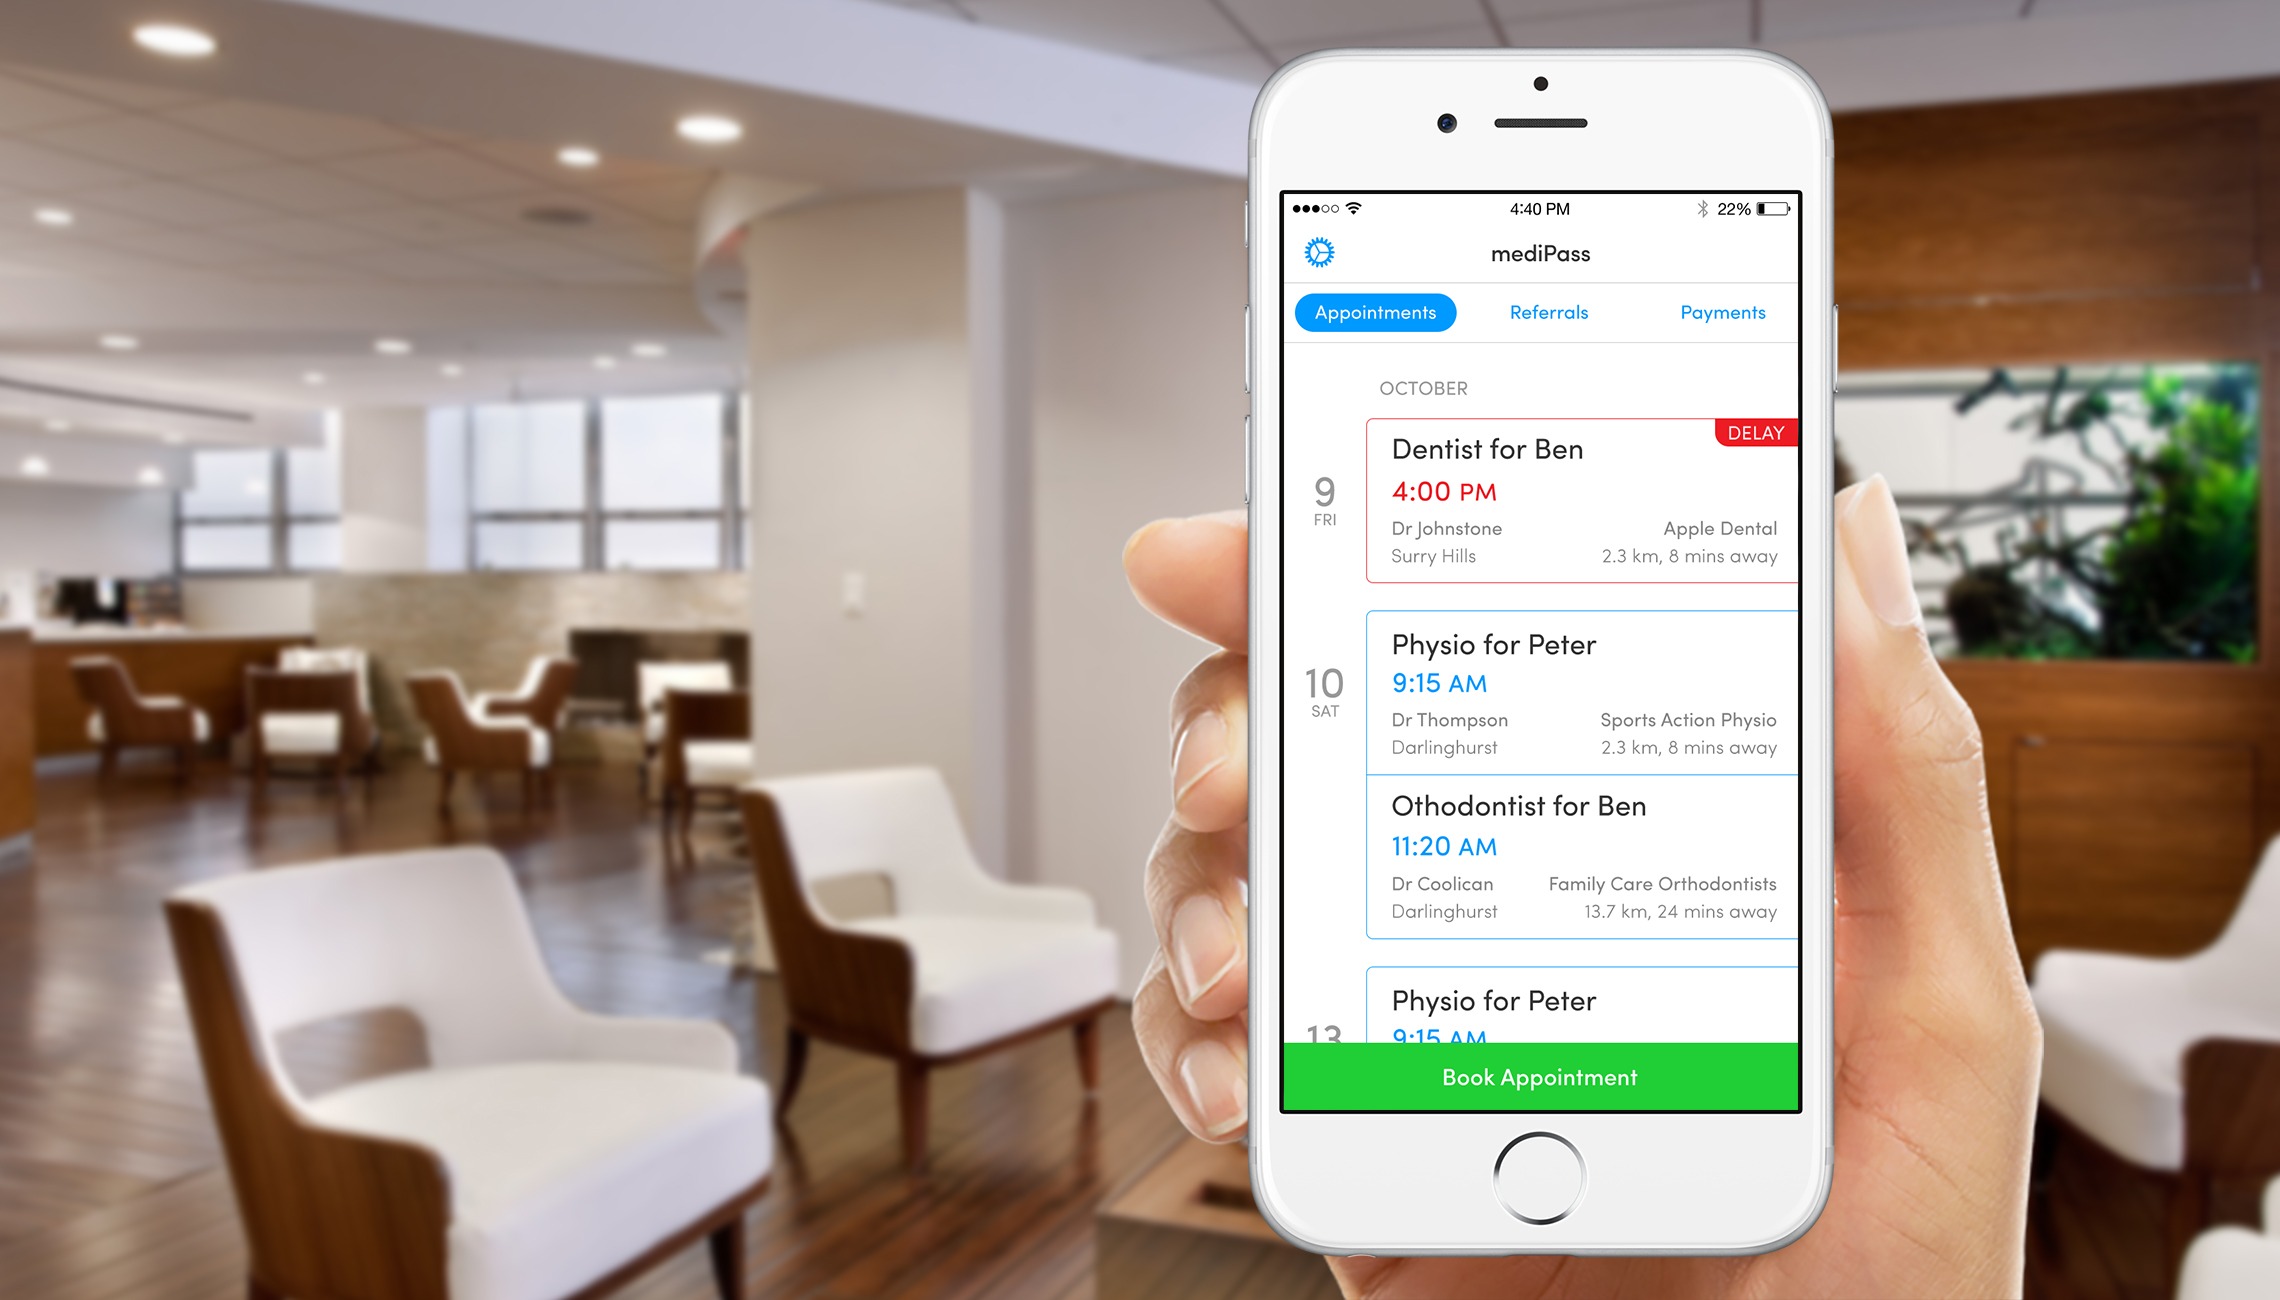 4:40 PM 22%
mediPass
Appointments Referrals Payments
OCTOBER
DELAY
Dentist for Ben
4:00 PM
9
FRI
Dr Johnstone Apple Dental
Surry Hills 2.3 km, 8 mins away
Physio for Peter
9:15 AM
10
SAT
Dr Thompson Sports Action Physio
Darlinghurst 2.3 km, 8 mins away
Othodontist for Ben
11:20 AM
Dr Coolican Family Care Orthodontists
Darlinghurst 13.7 km, 24 mins away
Physio for Peter
13 9:15 AM
Book Appointment